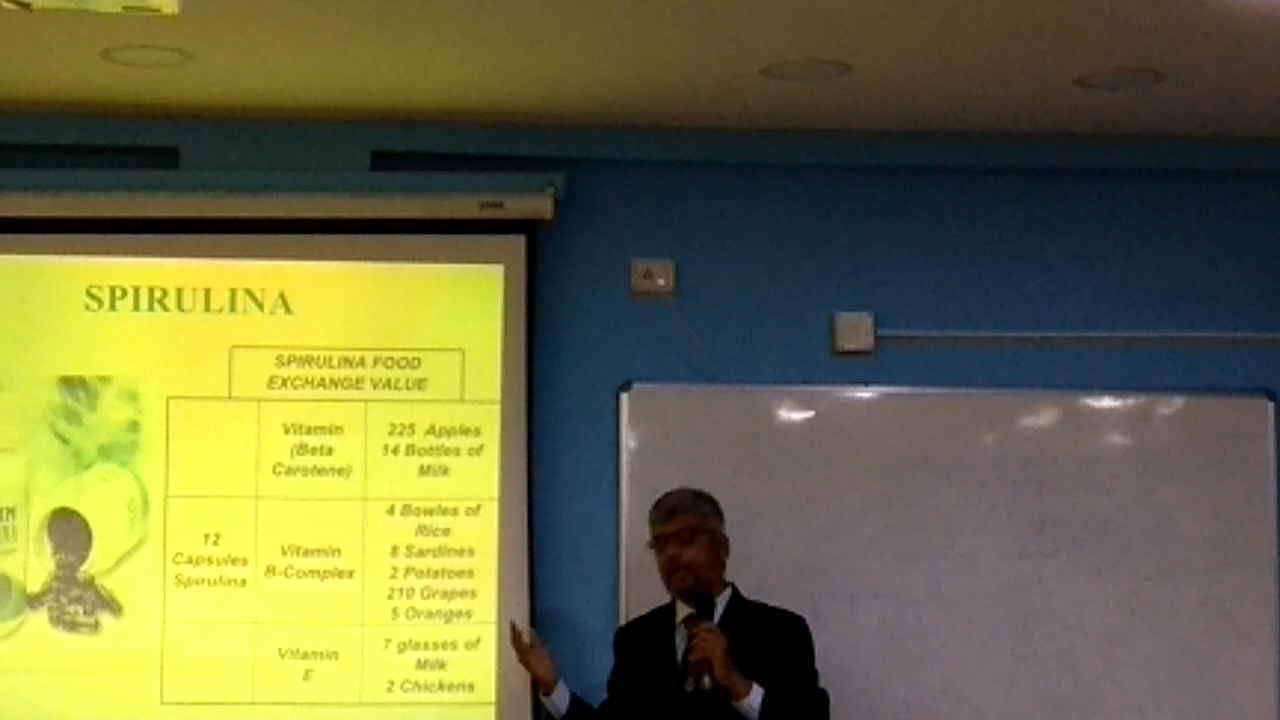 SPIRULINA
SPIRULINA FOOD
EXCHANGE VALUE
Vitamin
(Beta
Carotene)
225 Apples
14 Bottles of
Milk
12
Capsules
Spirulina
Vitamin
B-Complex
4 Bowles of
Rice
8 Sardines
2 Potatoes
210 Grapes
5 Oranges
Vitamin
E
7 glasses of
Milk
2 Chickens